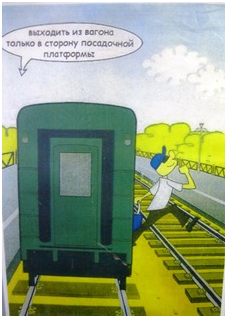 выходить из вагона
только в сторону посадочной
платформы